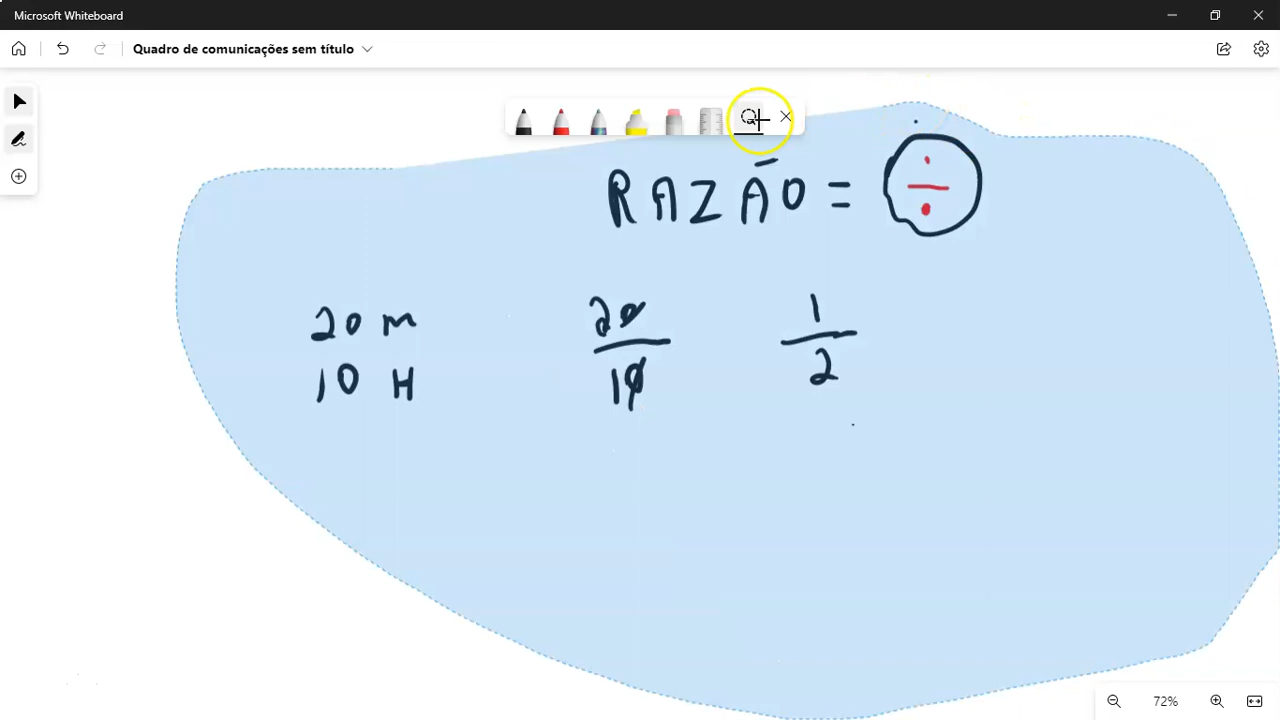 Microsoft Whiteboard
Quadro de comunicações sem título
RAZÃO = ÷
20 m 20 1
10 H 10 2
72%